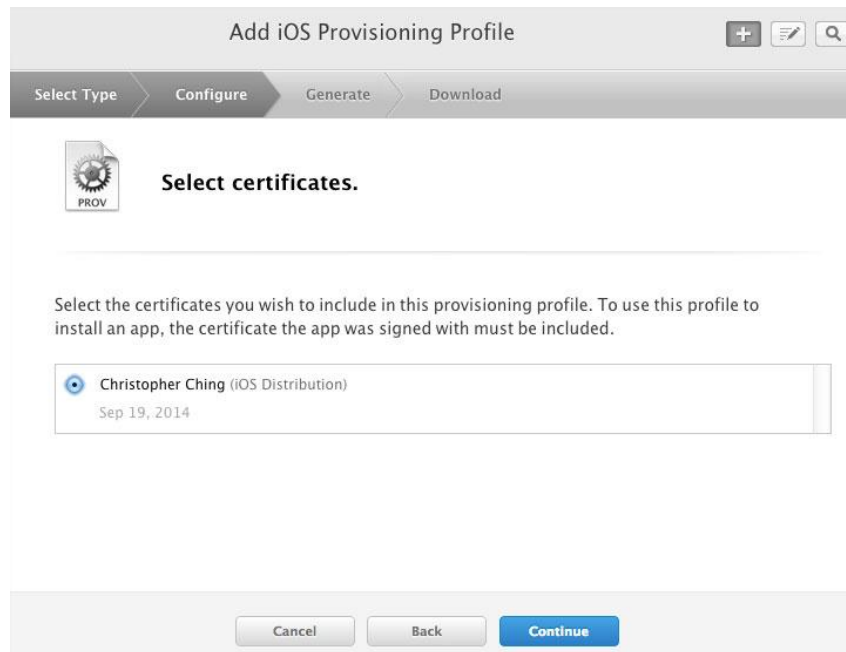 Add iOS Provisioning Profile
Select Type
Configure
Generate
Download
PROV
Select certificates.
Select the certificates you wish to include in this provisioning profile. To use this profile to
install an app, the certificate the app was signed with must be included.
Christopher Ching (iOS Distribution)
Sep 19, 2014
Cancel
Back
Continue